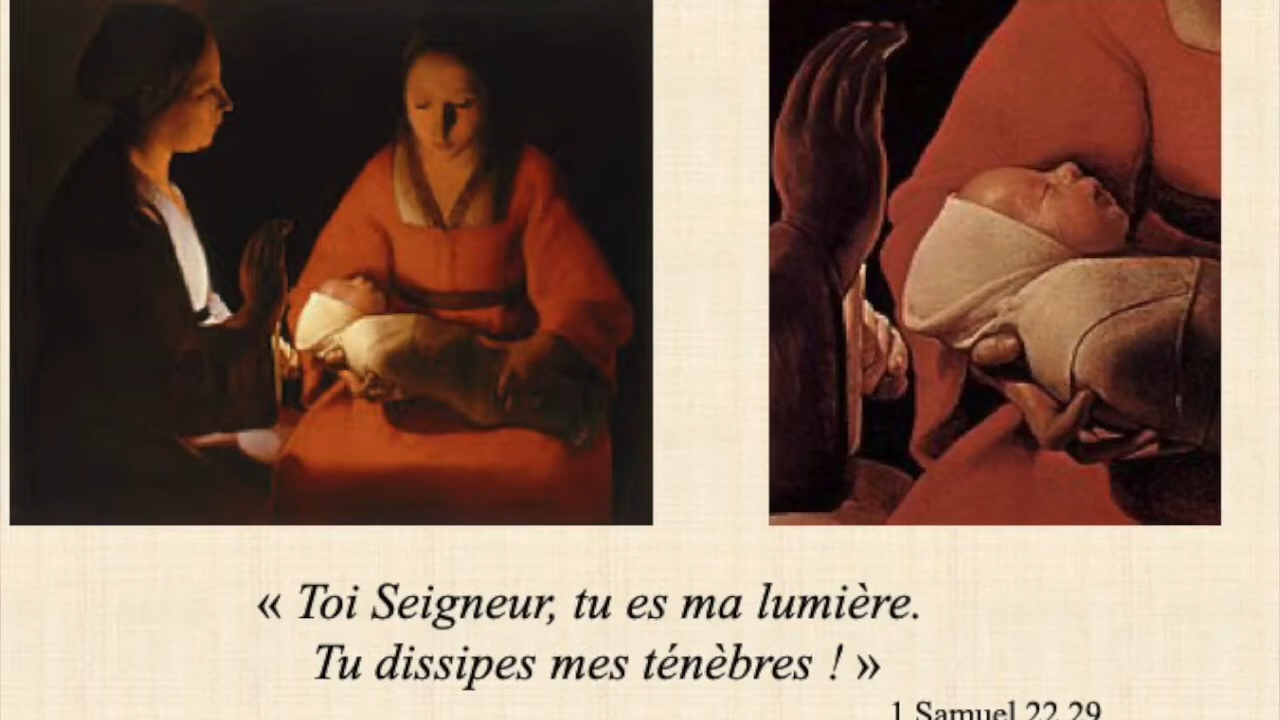 « Toi Seigneur, tu es ma lumière.
Tu dissipes mes ténèbres ! »
1 Samuel 22,29